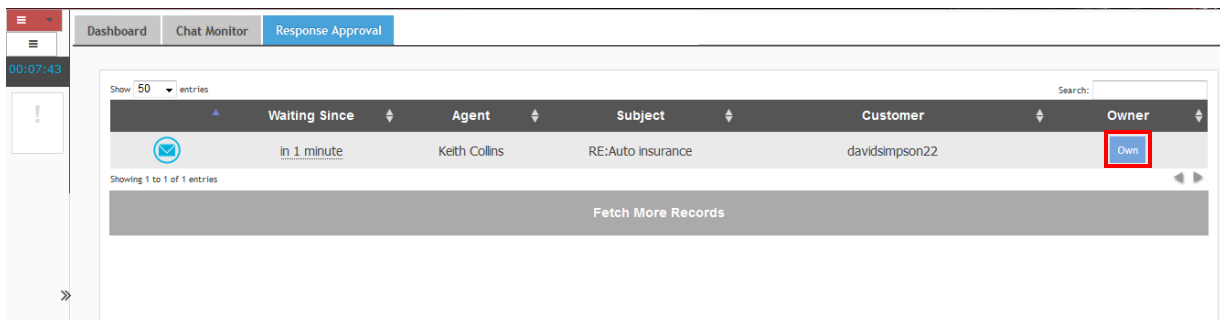 Dashboard Chat Monitor Response Approval
00:07:43
Show 50 entries Search:
Waiting Since Agent Subject Customer Owner
in 1 minute Keith Collins RE:Auto insurance davidsimpson22 Own
Showing 1 to 1 of 1 entries
Fetch More Records